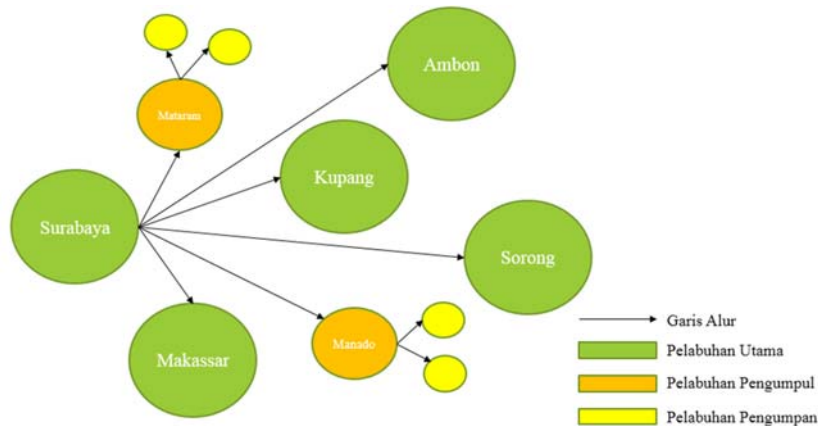 Ambon
Mataram
Kupang
Surabaya
Sorong
Makassar
Manado
Garis Alur
Pelabuhan Utama
Pelabuhan Pengumpul
Pelabuhan Pengumpan